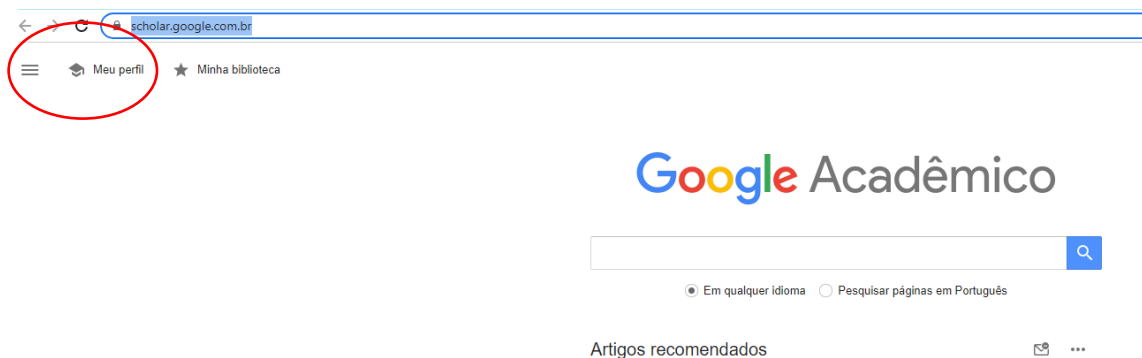 scholar.google.com.br
Meu perfil Minha biblioteca
Google Acadêmico
Em qualquer idioma Pesquisar páginas em Português
Artigos recomendados